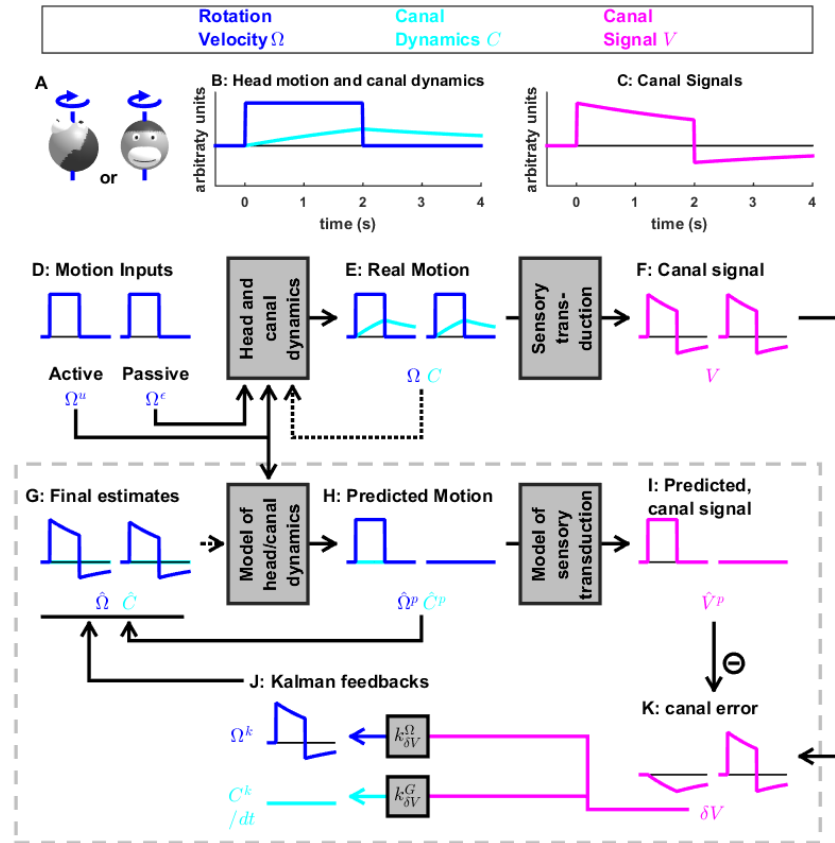 Rotation Canal Canal
Velocity Ω Dynamics C Signal V
A
or
B: Head motion and canal dynamics
arbitraty units
0 1 2 3 4
time (s)
C: Canal Signals
arbitraty units
0 1 2 3 4
time (s)
D: Motion Inputs
Active Passive
Ωᵘ Ωᵋ
Head and
canal
dynamics
E: Real Motion
Ω C
Sensory
trans-
duction
F: Canal signal
V
G: Final estimates
Ω̂ Ĉ
Model of
head/canal
dynamics
H: Predicted Motion
Ω̂ᵖ Ĉᵖ
Model of
sensory
transduction
I: Predicted,
canal signal
V̂ᵖ
⊖
J: Kalman feedbacks
K: canal error
Ωᵏ
k^Ω_δV
Cᵏ
/dt
k^G_δV
δV